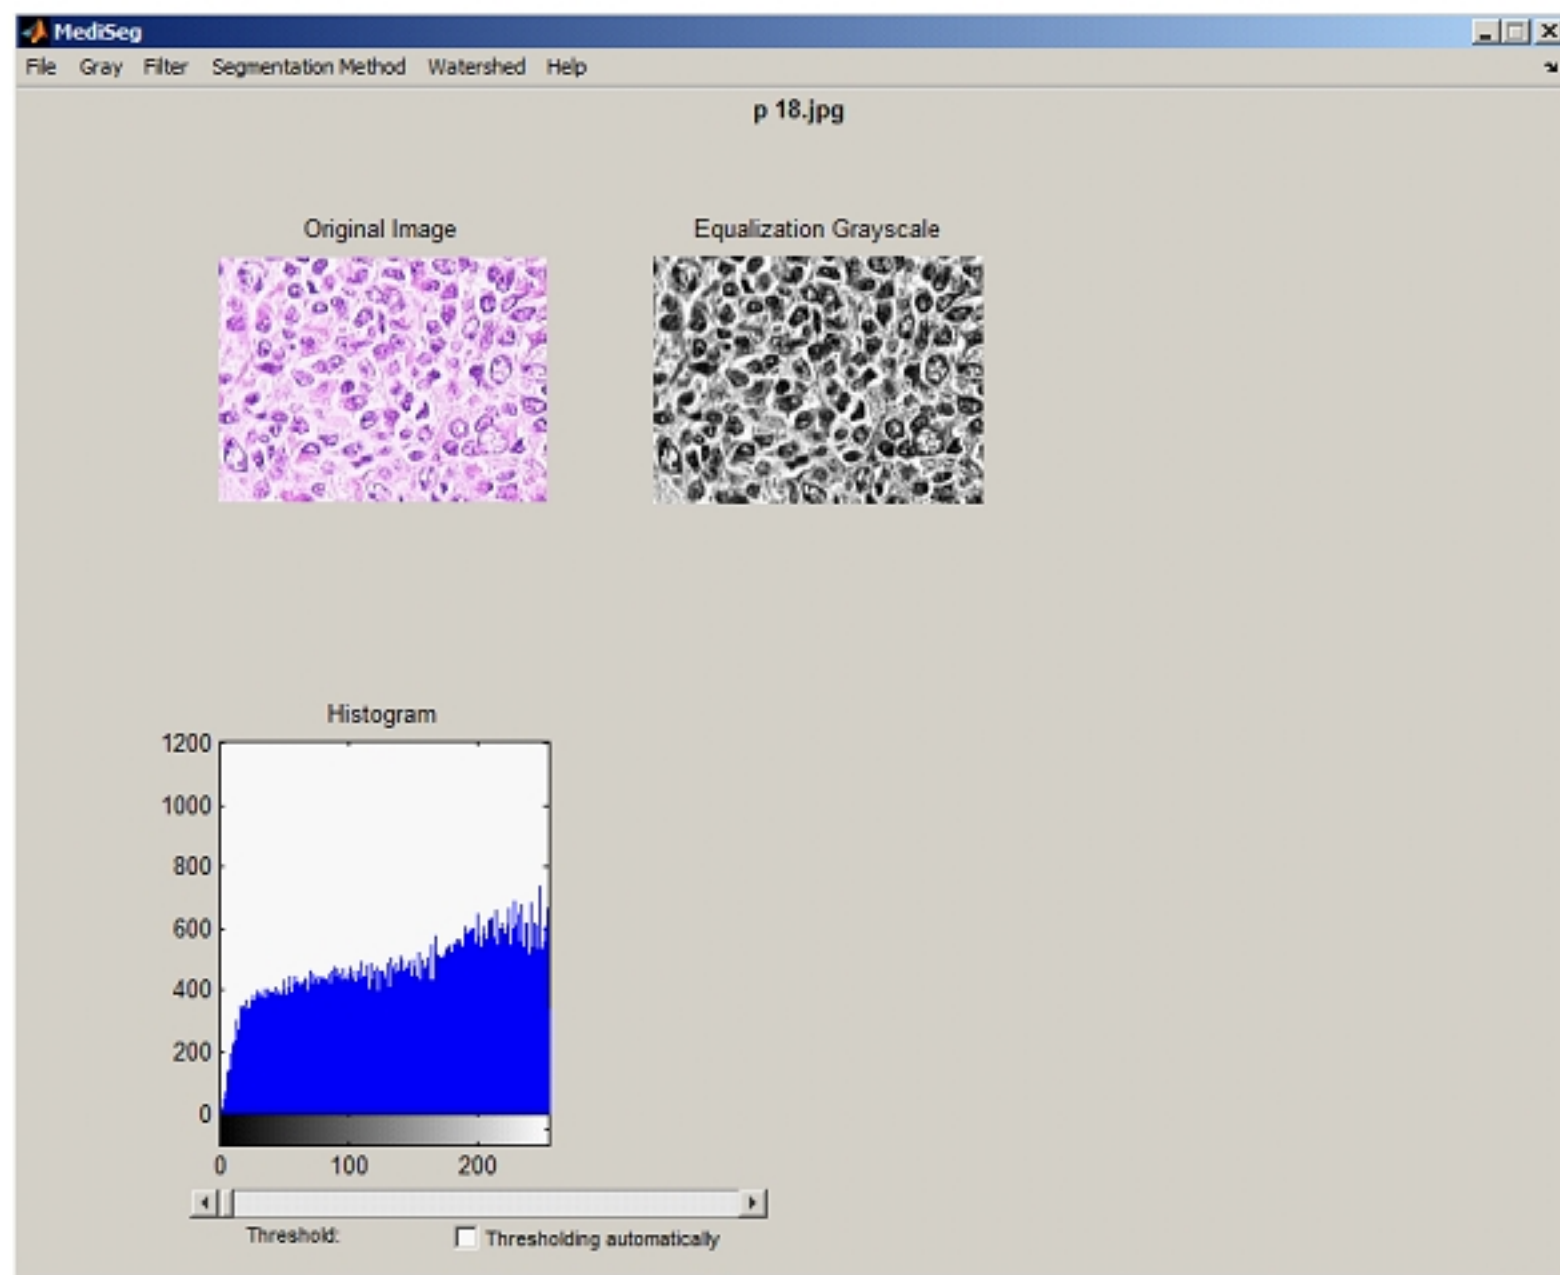 MediSeg
File Gray Filter Segmentation Method Watershed Help
p 18.jpg
Original Image Equalization Grayscale
Histogram
1200
1000
800
600
400
200
0
0 100 200
Threshold: Thresholding automatically